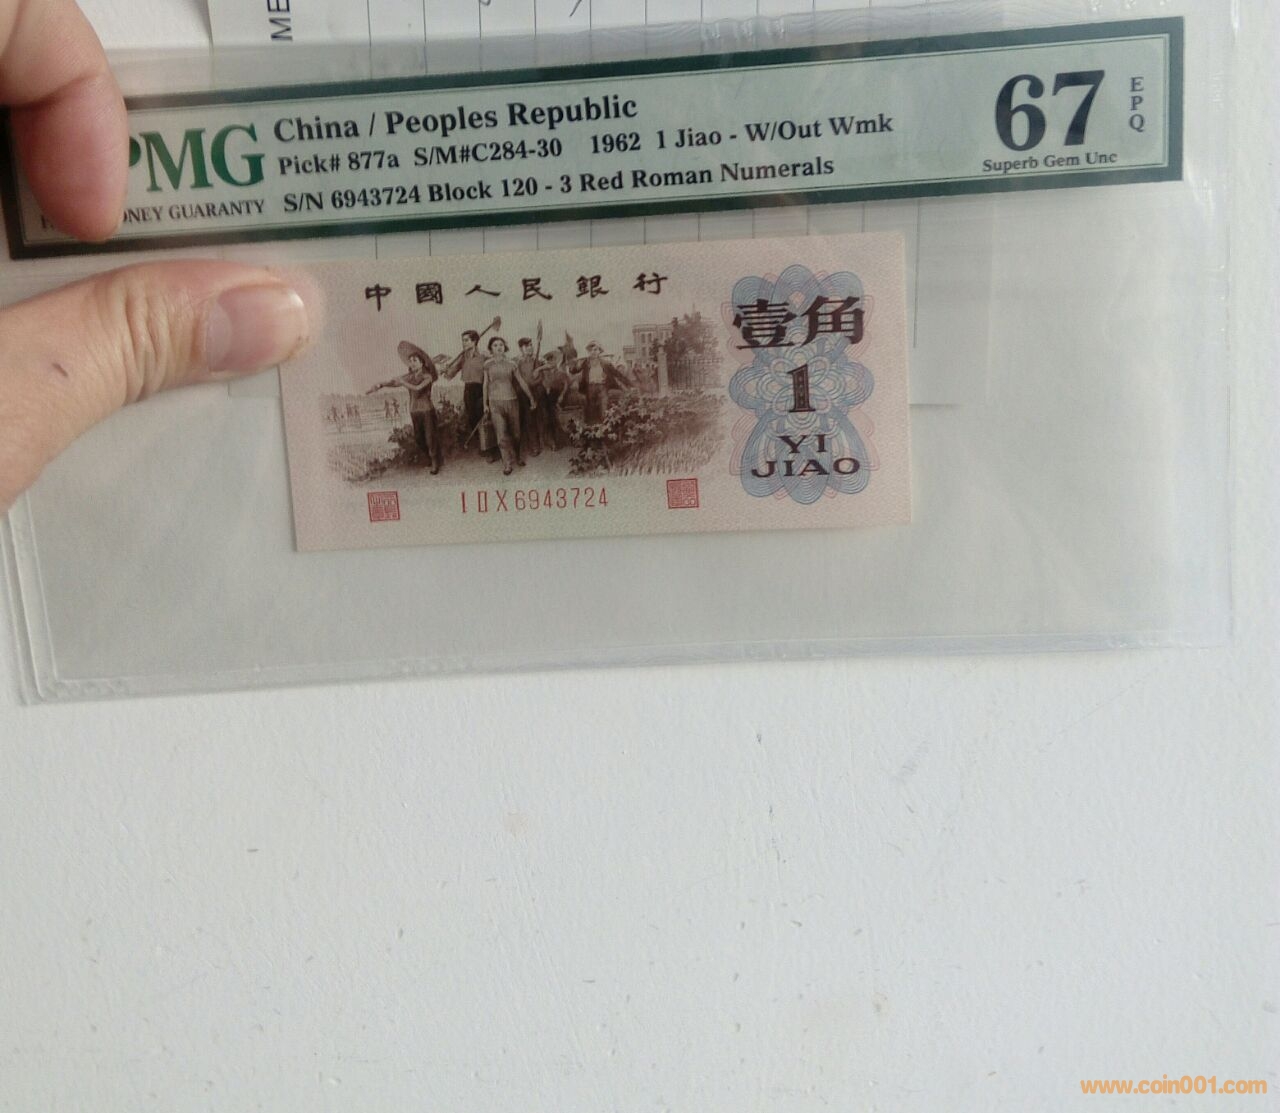 ME
PMG
China / Peoples Republic
Pick# 877a S/M#C284-30 1962 1 Jiao - W/Out Wmk
S/N 6943724 Block 120 - 3 Red Roman Numerals
GUARANTY
67
EPQ
Superb Gem Unc
中國人民銀行
壹角
1
YI
JIAO
I II X 6943724
www.coin001.com